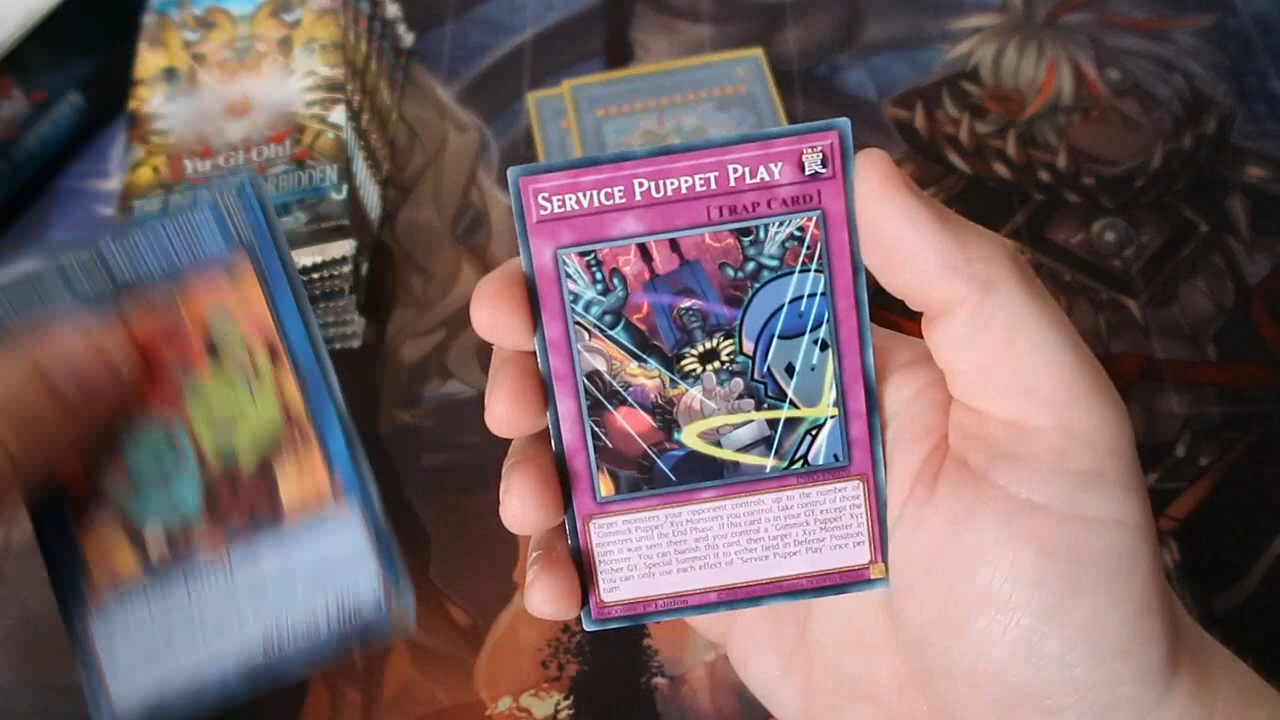 Yu-Gi-Oh!
ORBIDDEN
SERVICE PUPPET PLAY
TRAP
罠
[TRAP CARD]
Target monsters your opponent controls, up to the number of
"Gimmick Puppet" Xyz Monsters you control; take control of those
monsters until the End Phase. If this card is in your GY, except the
turn it was sent there, and you control a "Gimmick Puppet" Xyz
Monster: You can banish this card, then target 1 Xyz Monster in
either GY; Special Summon it to either field in Defense Position.
You can only use each effect of "Service Puppet Play" once per
turn.
1st Edition